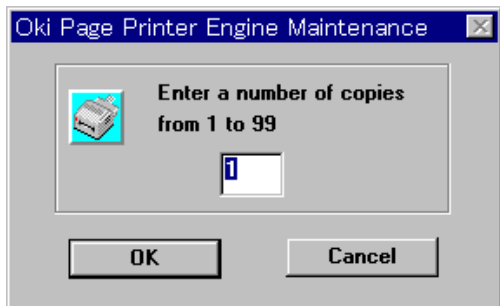 Oki Page Printer Engine Maintenance
Enter a number of copies
from 1 to 99
1
OK
Cancel